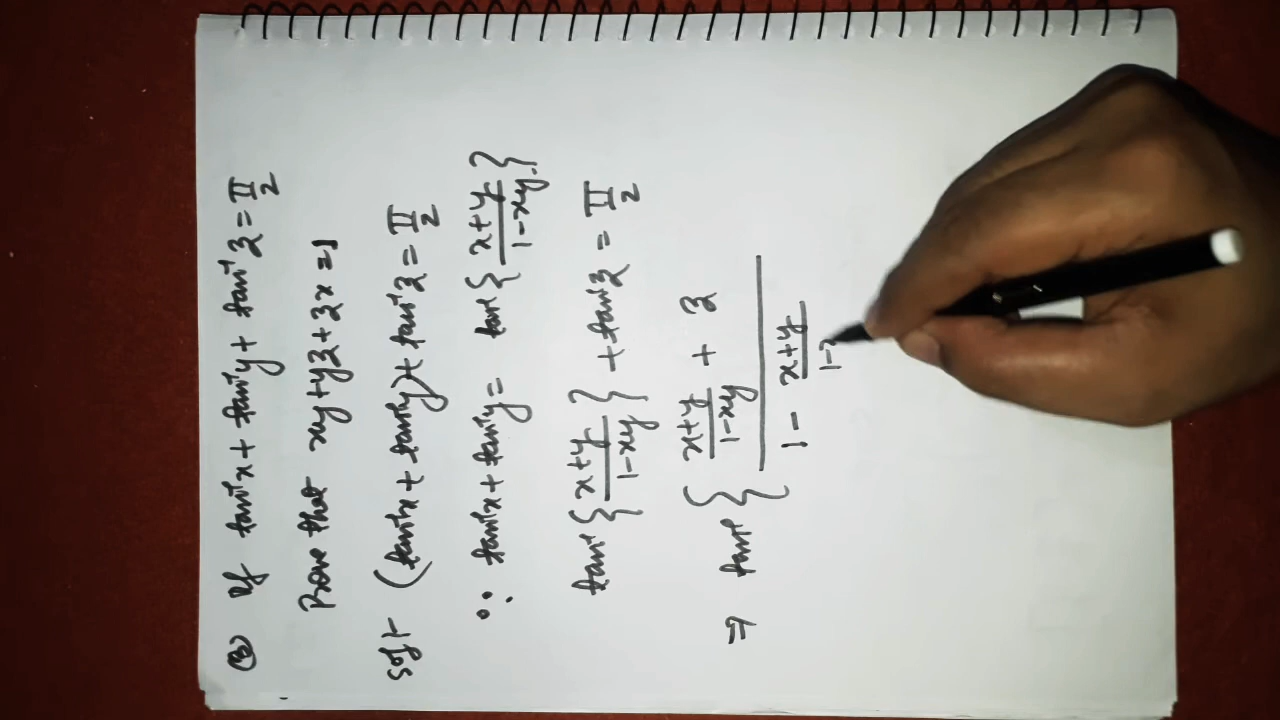 ③ If tan⁻¹x + tan⁻¹y + tan⁻¹z = π/2
Prove that xy+yz+zx=1
Solⁿ (tan⁻¹x + tan⁻¹y) + tan⁻¹z = π/2
∵ tan⁻¹x + tan⁻¹y = tan⁻¹{(x+y)/(1-xy)}
tan⁻¹{(x+y)/(1-xy)} + tan⁻¹z = π/2
⇒ tan⁻¹{ (x+y)/(1-xy) + z
1 - (x+y)/(1-